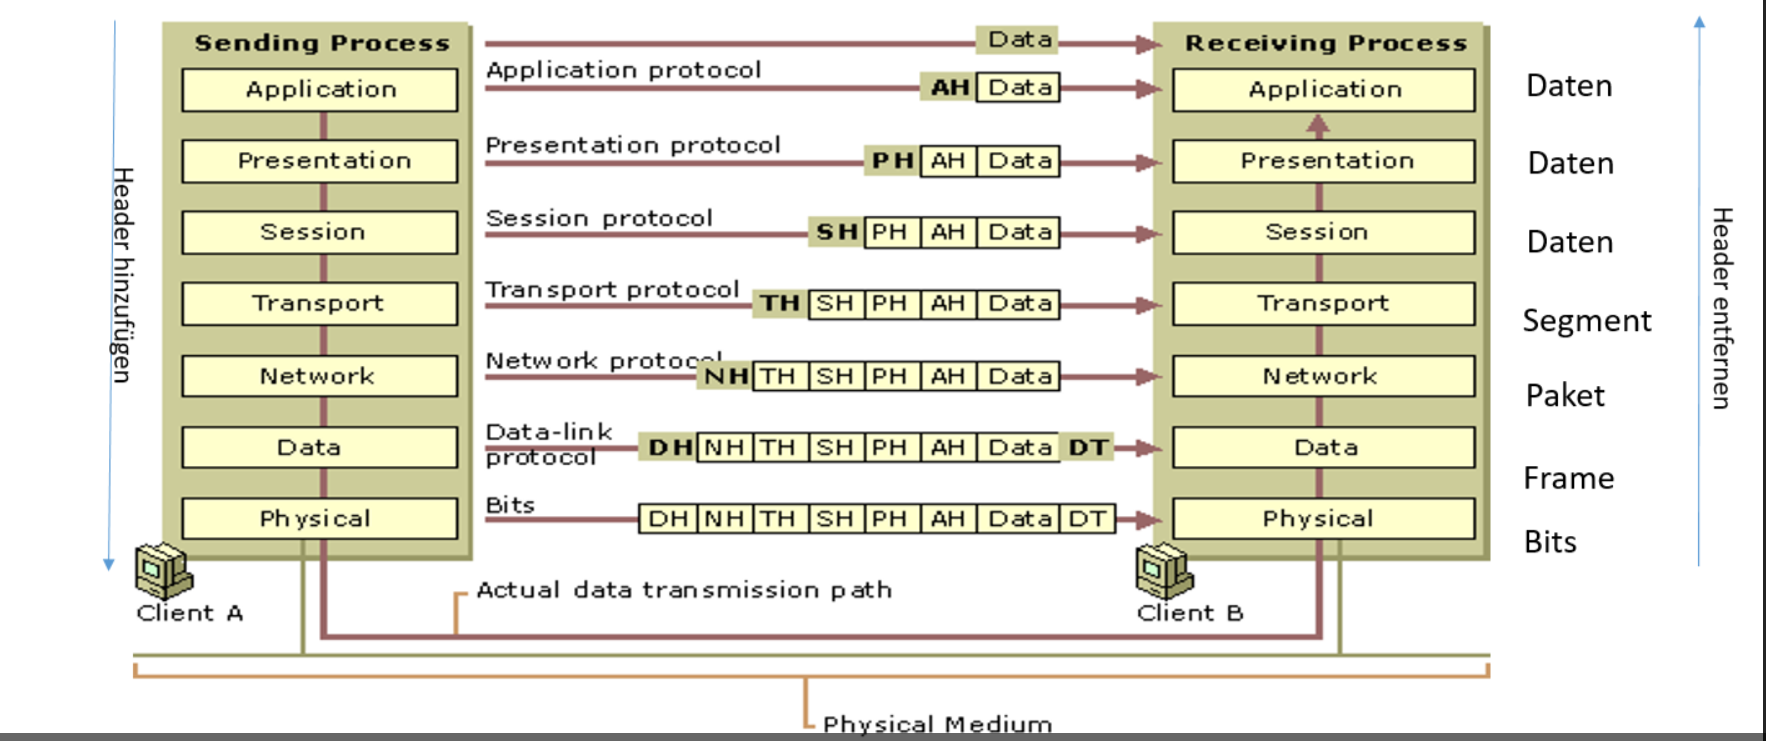 Sending Process
Data
Receiving Process
Application
Application protocol
AH Data
Application
Daten
Presentation
Presentation protocol
PH AH Data
Presentation
Daten
Session
Session protocol
SH PH AH Data
Session
Daten
Transport
Transport protocol
TH SH PH AH Data
Transport
Segment
Network
Network protocol
NH TH SH PH AH Data
Network
Paket
Data
Data-link
protocol
DH NH TH SH PH AH Data DT
Data
Frame
Physical
Bits
DH NH TH SH PH AH Data DT
Physical
Bits
Header hinzufügen
Header entfernen
Client A
Actual data transmission path
Client B
Physical Medium